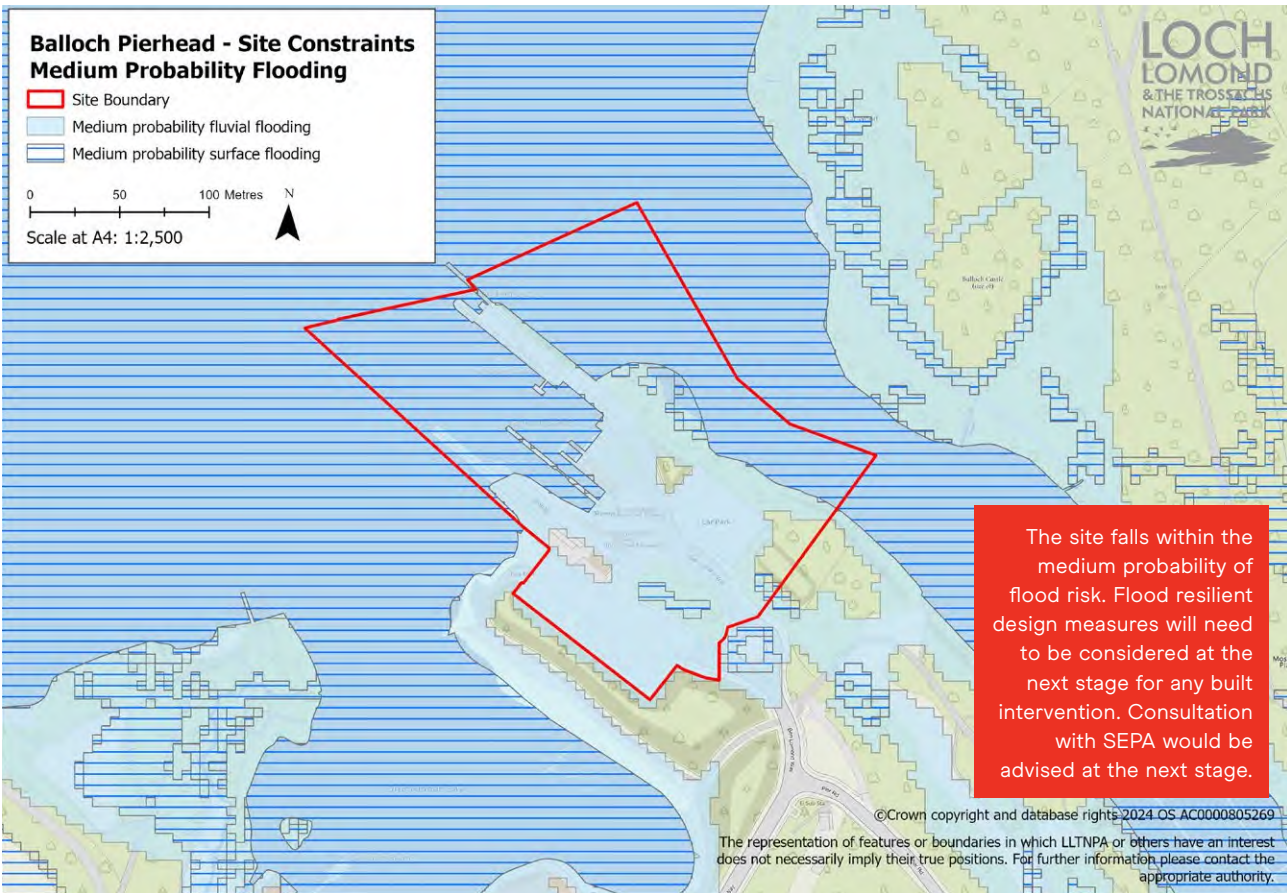 Balloch Pierhead - Site Constraints
Medium Probability Flooding
Site Boundary
Medium probability fluvial flooding
Medium probability surface flooding
0 50 100 Metres N
Scale at A4: 1:2,500
LOCH
LOMOND
& THE TROSSACHS
NATIONAL PARK
Balloch Castle
Car Park
The site falls within the
medium probability of
flood risk. Flood resilient
design measures will need
to be considered at the
next stage for any built
intervention. Consultation
with SEPA would be
advised at the next stage.
©Crown copyright and database rights 2024 OS AC0000805269
The representation of features or boundaries in which LLTNPA or others have an interest
does not necessarily imply their true positions. For further information please contact the
appropriate authority.